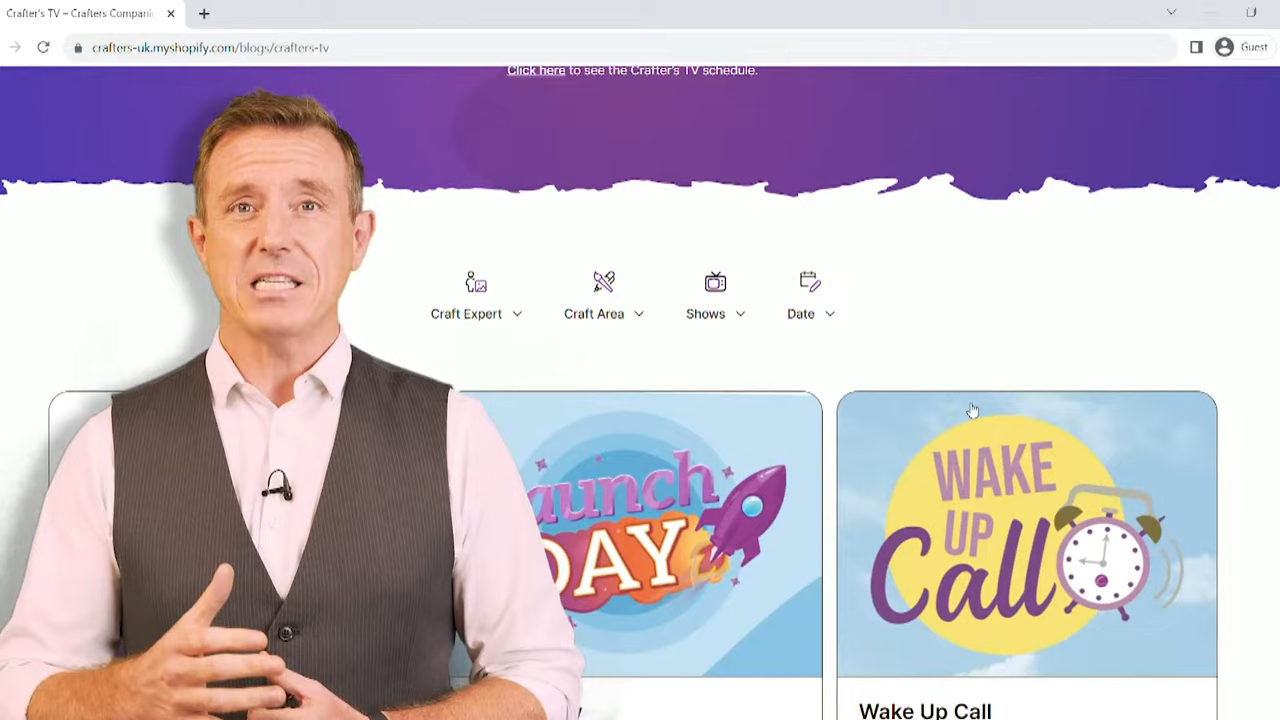 Crafter's TV – Crafters Compani
crafters-uk.myshopify.com/blogs/crafters-tv
Guest
Click here to see the Crafter's TV schedule.
Craft Expert
Craft Area
Shows
Date
aunch
DAY
WAKE
UP
Call
Wake Up Call